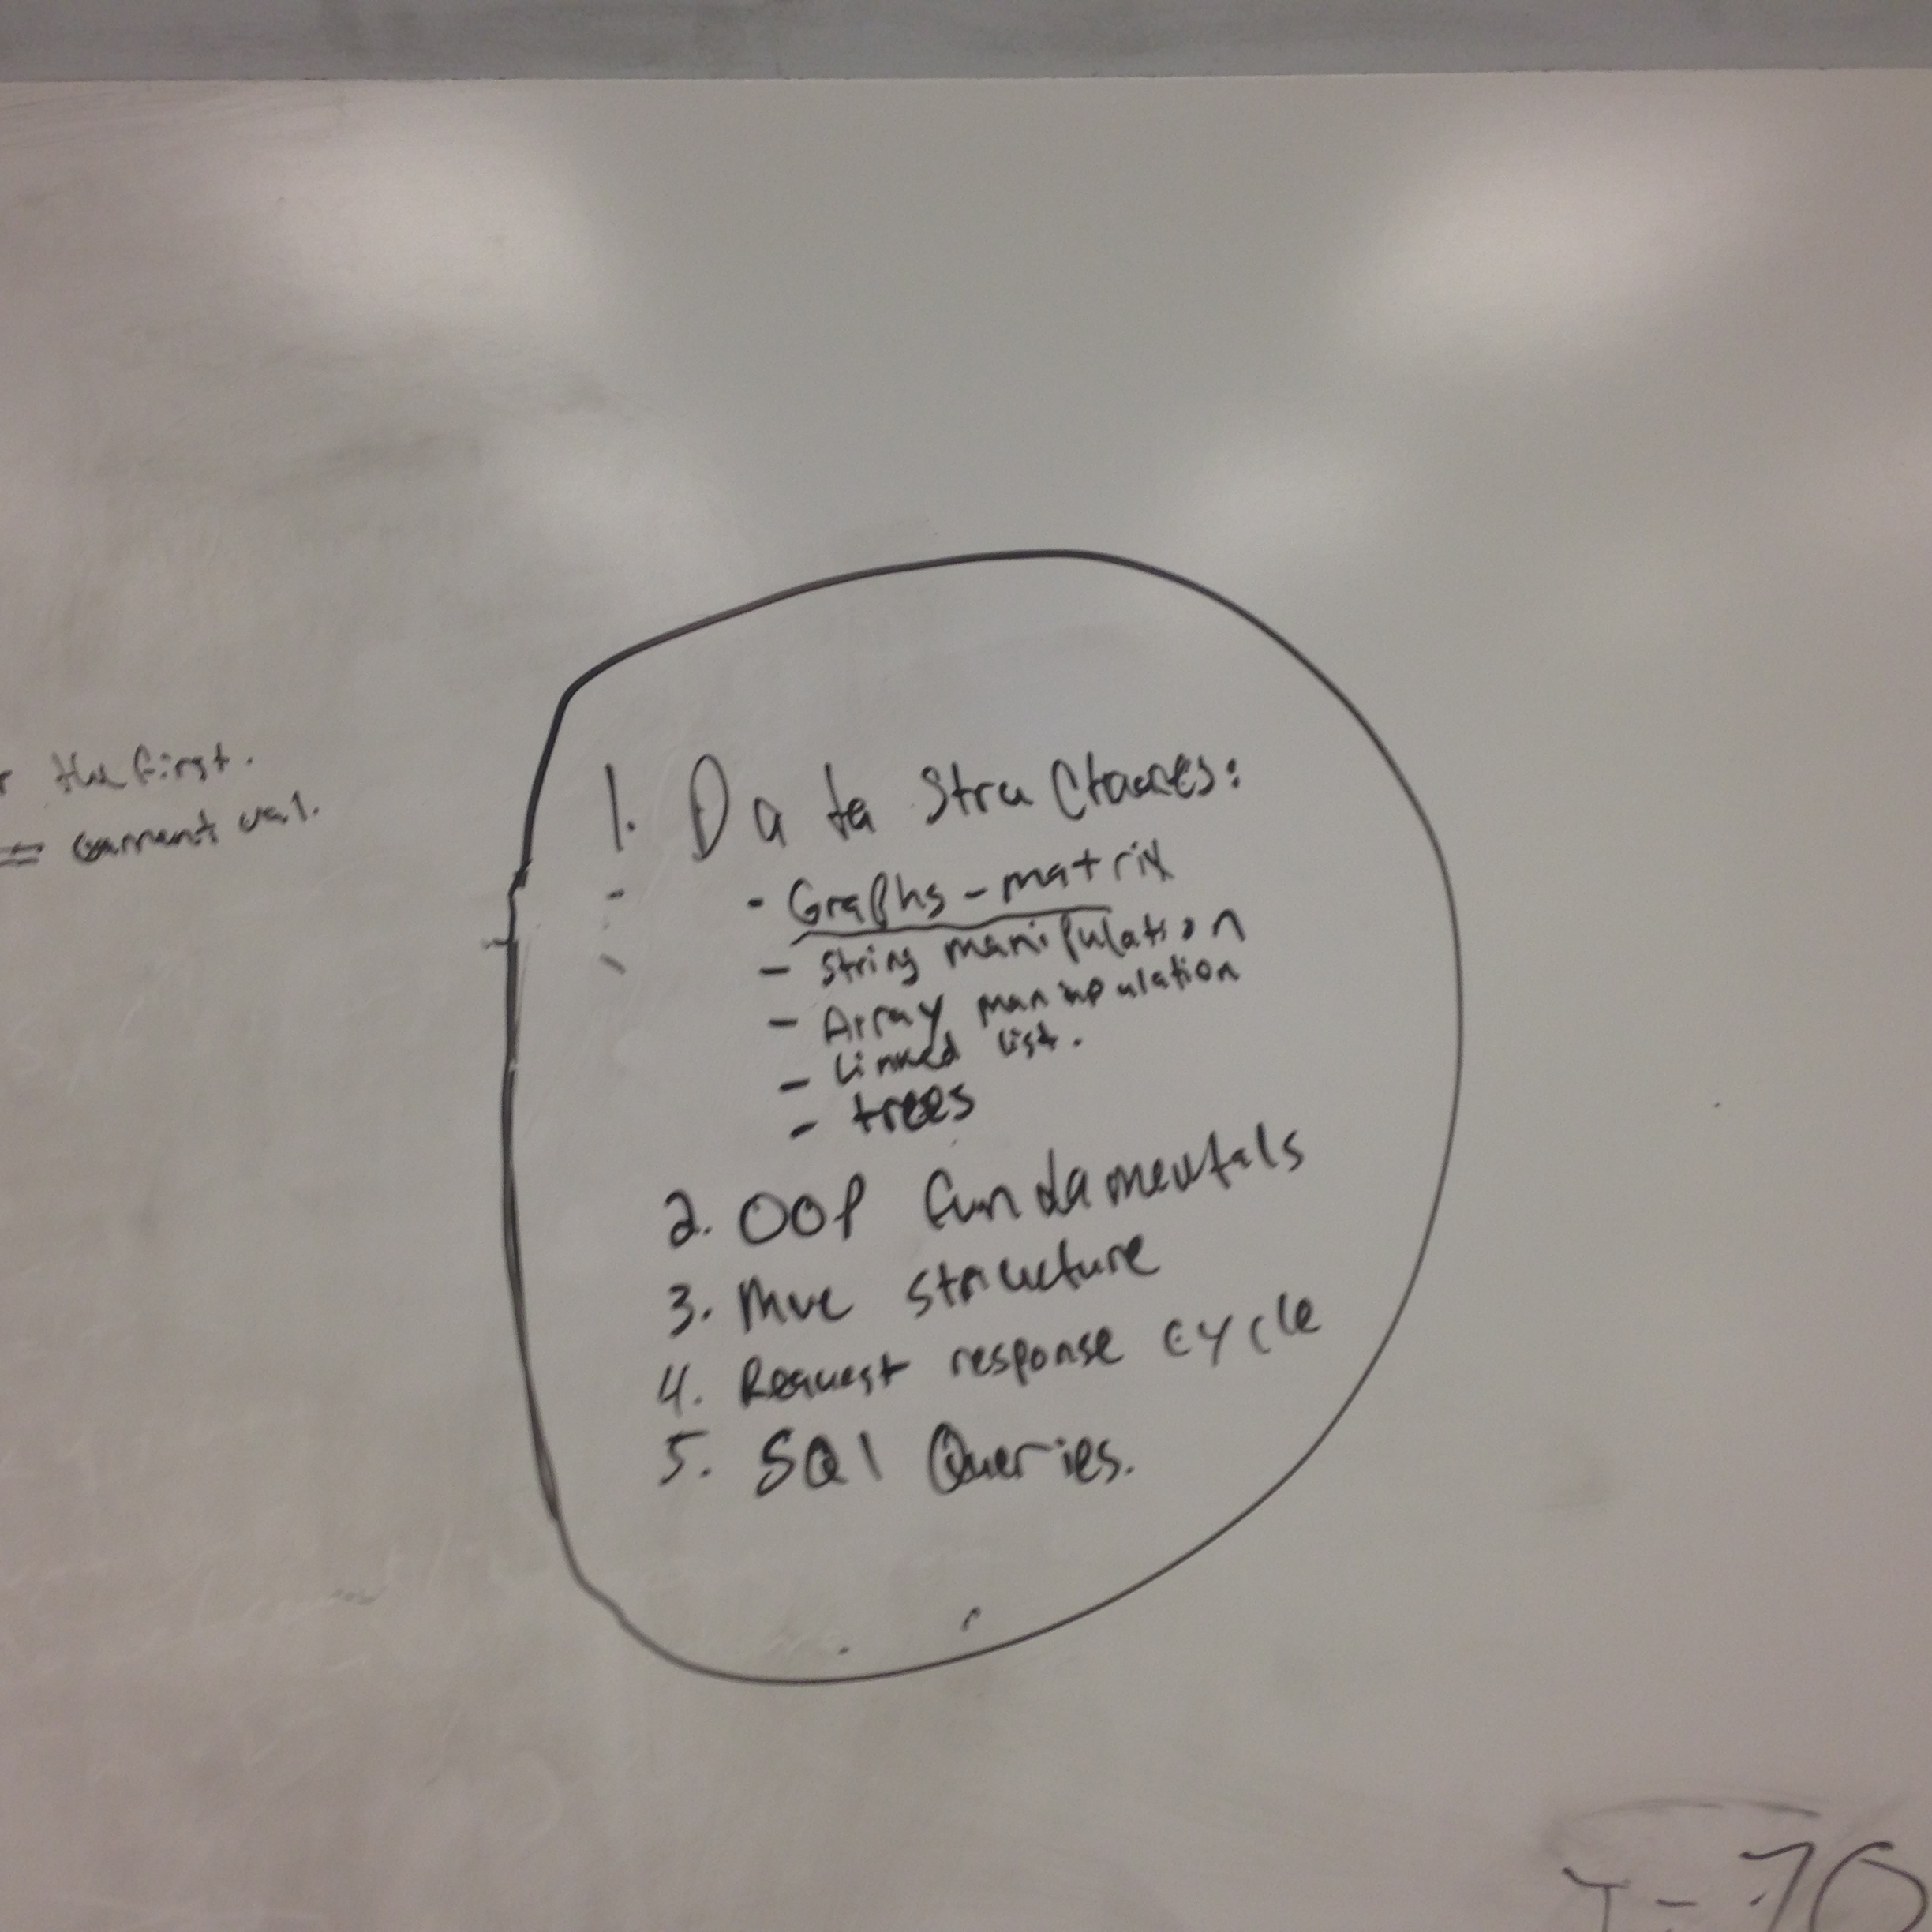 the first.
= current val.
1. Data Structures:
- Graphs - matrix
- String manipulation
- Array manipulation
- Linked list.
- trees
2. OOP fundamentals
3. Mvc structure
4. Request response cycle
5. SQl Queries.